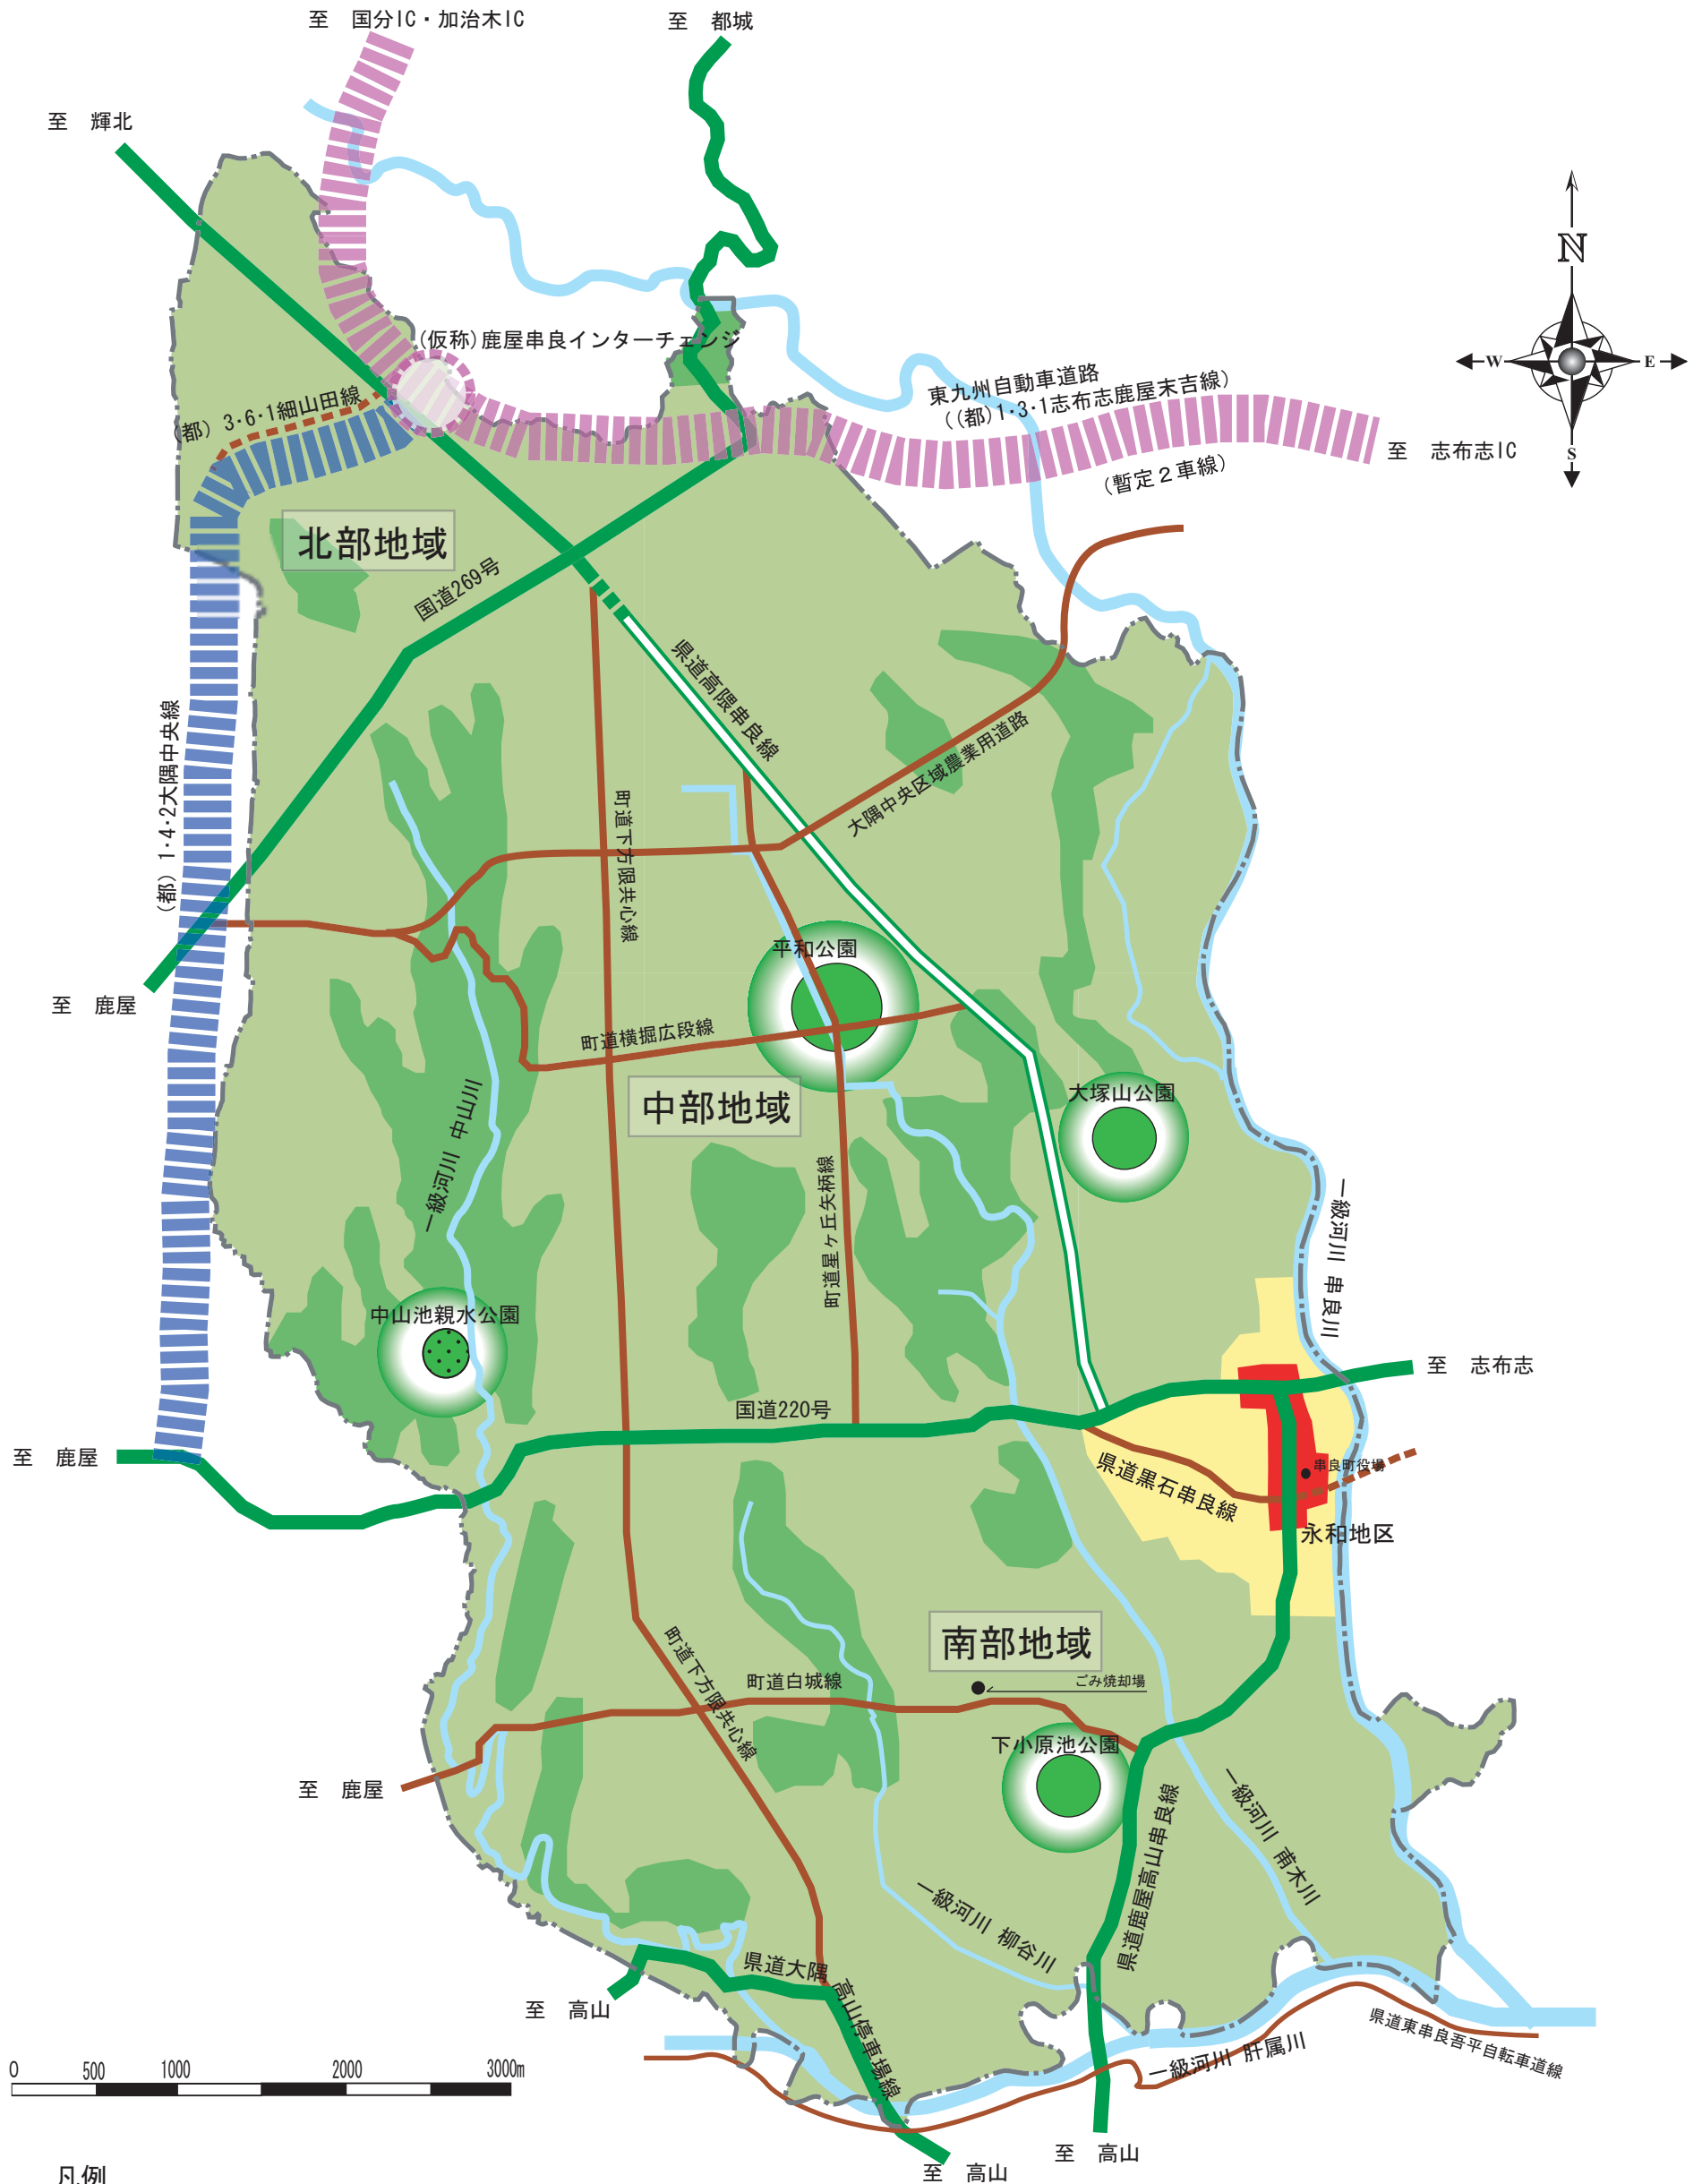 至　国分IC・加治木IC
至　都城
至　輝北
N
W
E
S
(仮称)鹿屋串良インターチェンジ
東九州自動車道路
((都)1・3・1志布志鹿屋末吉線)
(暫定２車線)
至　志布志IC
(都) 3・6・1細山田線
北部地域
国道269号
県道高隈串良線
(都) 1・4・2大隅中央線
町道下方限共心線
大隅中央区域農業用道路
平和公園
至　鹿屋
町道横掘広段線
中部地域
大塚山公園
一級河川　中山川
町道星ヶ丘矢柄線
一級河川　串良川
中山池親水公園
至　志布志
国道220号
至　鹿屋
県道黒石串良線
串良町役場
永和地区
南部地域
町道下方限共心線
町道白城線
ごみ焼却場
下小原池公園
至　鹿屋
県道鹿屋高山串良線
一級河川　甫木川
一級河川　柳谷川
県道大隅
高山停車場線
至　高山
県道東串良吾平自転車道線
一級河川　肝属川
0 500 1000 2000 3000m
至　高山
至　高山
凡例